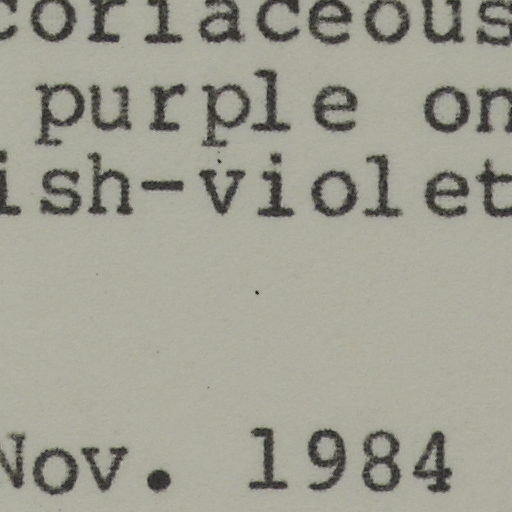 coriaceous
purple on
ish-violet
Nov. 1984